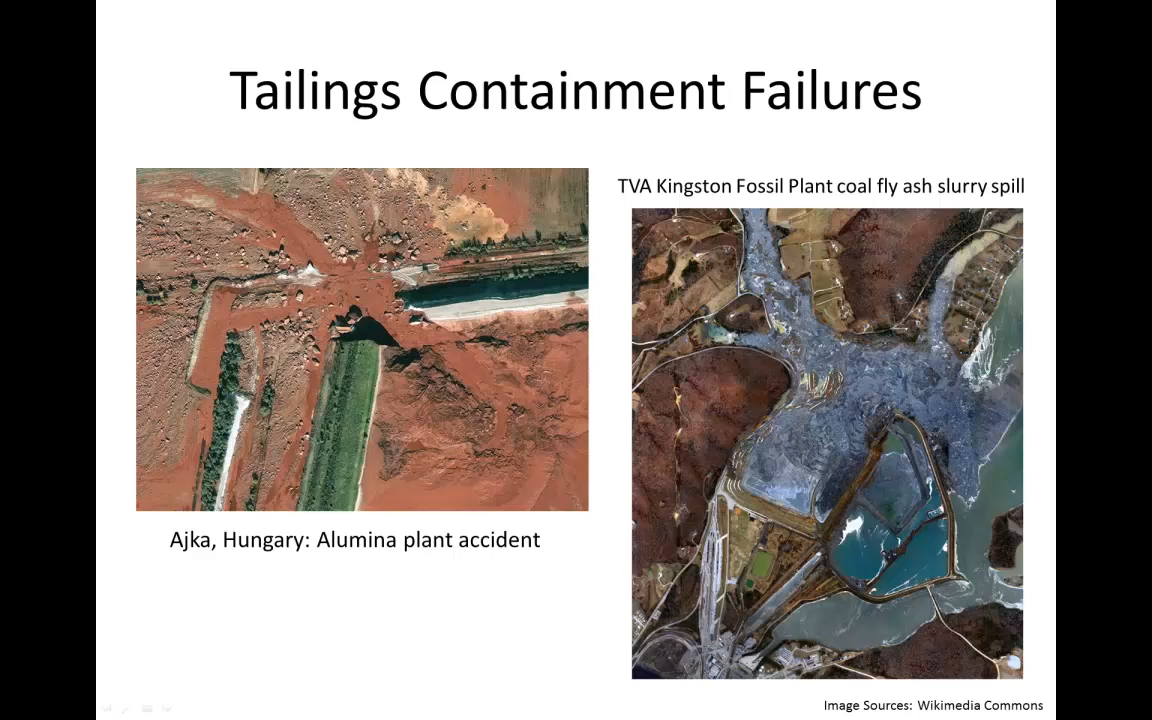 Tailings Containment Failures
TVA Kingston Fossil Plant coal fly ash slurry spill
Ajka, Hungary: Alumina plant accident
Image Sources: Wikimedia Commons